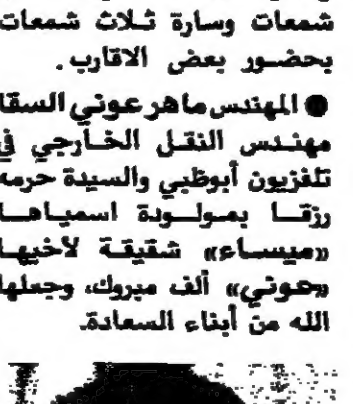 شمعات وسارة ثلاث شمعات
بحضور بعض الاقارب.
● المهندس ماهر عوني السقا
مهندس النقل الخارجي في
تلفزيون أبوظبي والسيدة حرمه
رزقا بمولودة اسمياها
«ميساء» شقيقة لأخيها
«عوني» ألف مبروك، وجعلها
الله من أبناء السعادة.